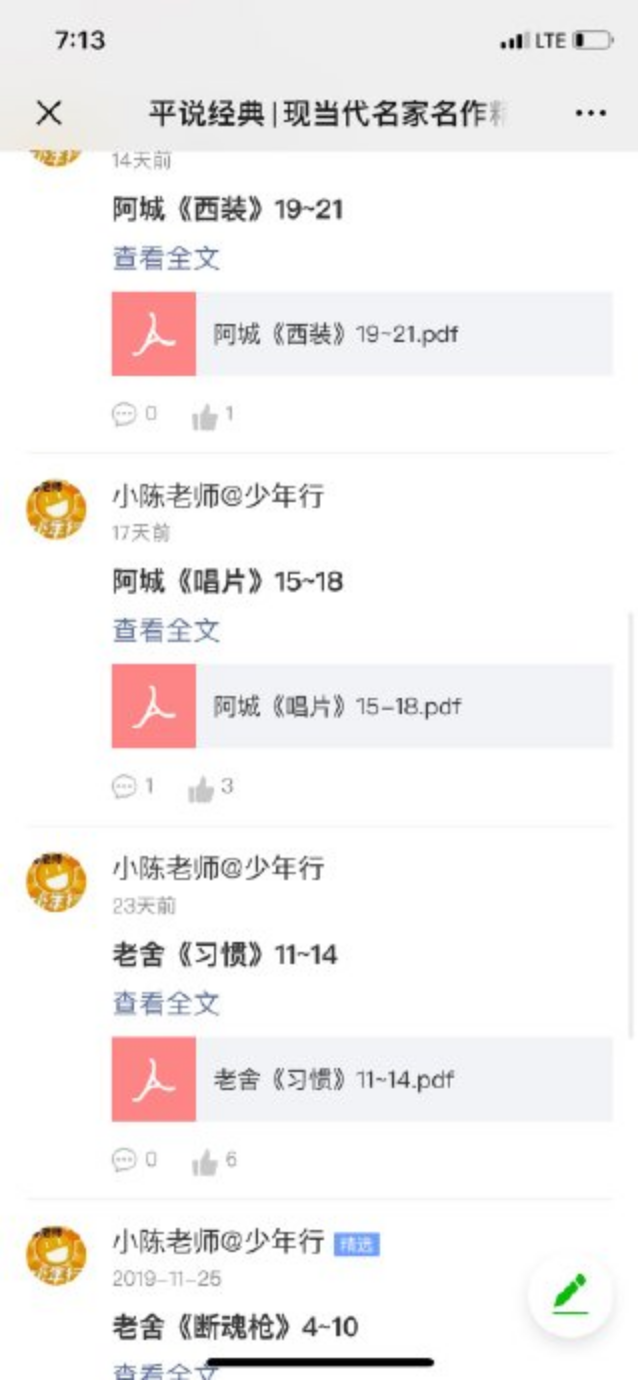 7:13
LTE
平说经典|现当代名家名作精
14天前
阿城《西装》19~21
查看全文
阿城《西装》19~21.pdf
0 1
小陈老师@少年行
17天前
阿城《唱片》15~18
查看全文
阿城《唱片》15-18.pdf
1 3
小陈老师@少年行
23天前
老舍《习惯》11~14
查看全文
老舍《习惯》11~14.pdf
0 6
小陈老师@少年行 精选
2019-11-25
老舍《断魂枪》4~10
查看全文